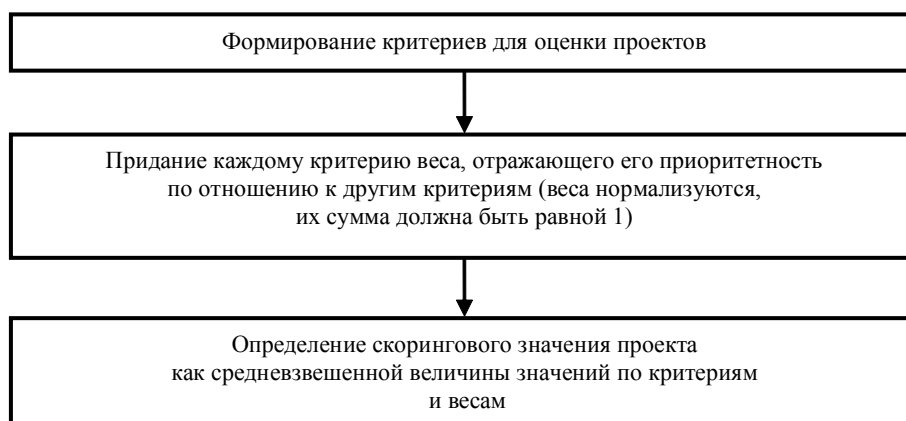 Формирование критериев для оценки проектов
Придание каждому критерию веса, отражающего его приоритетность
по отношению к другим критериям (веса нормализуются,
их сумма должна быть равной 1)
Определение скорингового значения проекта
как средневзвешенной величины значений по критериям
и весам